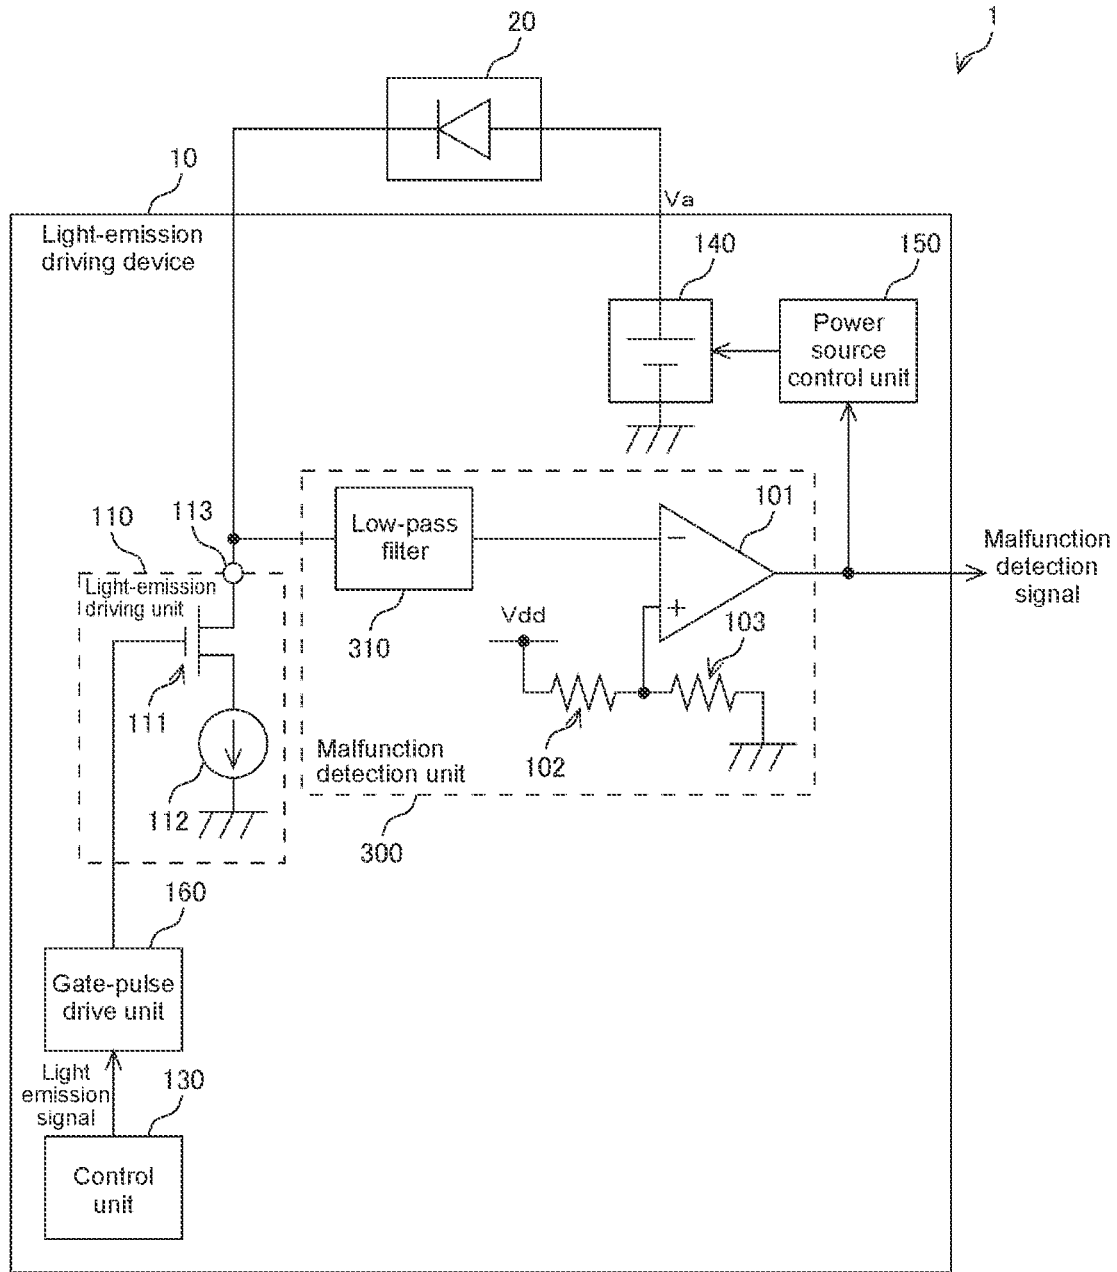 1
20
10
Va
Light-emission
driving device
140
150
Power
source
control unit
110
113
101
Low-pass
filter
Malfunction
detection
signal
Light-emission
driving unit
−
+
310
Vdd
103
111
102
Malfunction
detection unit
112
300
160
Gate-pulse
drive unit
Light
emission
signal
130
Control
unit